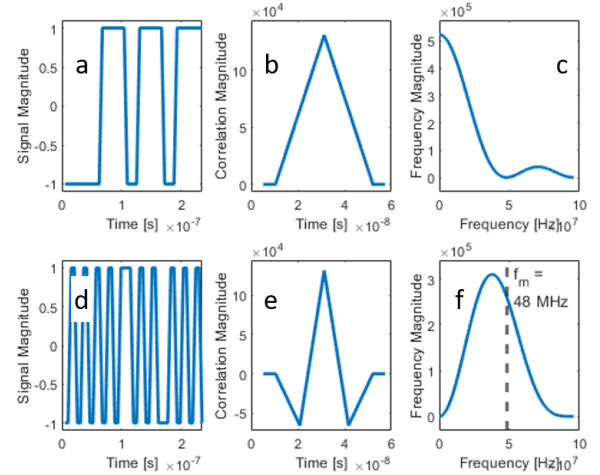 Signal Magnitude
1
0.5
0
-0.5
-1
a
0 1 2
Time [s] ×10⁻⁷
×10⁴
Correlation Magnitude
10
5
0
b
0 2 4 6
Time [s] ×10⁻⁸
×10⁵
Frequency Magnitude
5
4
3
2
1
0
c
0 5 10
Frequency [Hz] ×10⁷
Signal Magnitude
1
0.5
0
-0.5
-1
d
0 1 2
Time [s] ×10⁻⁷
×10⁴
Correlation Magnitude
10
5
0
-5
e
0 2 4 6
Time [s] ×10⁻⁸
×10⁵
Frequency Magnitude
3
2
1
0
f
fₘ =
48 MHz
0 5 10
Frequency [Hz] ×10⁷